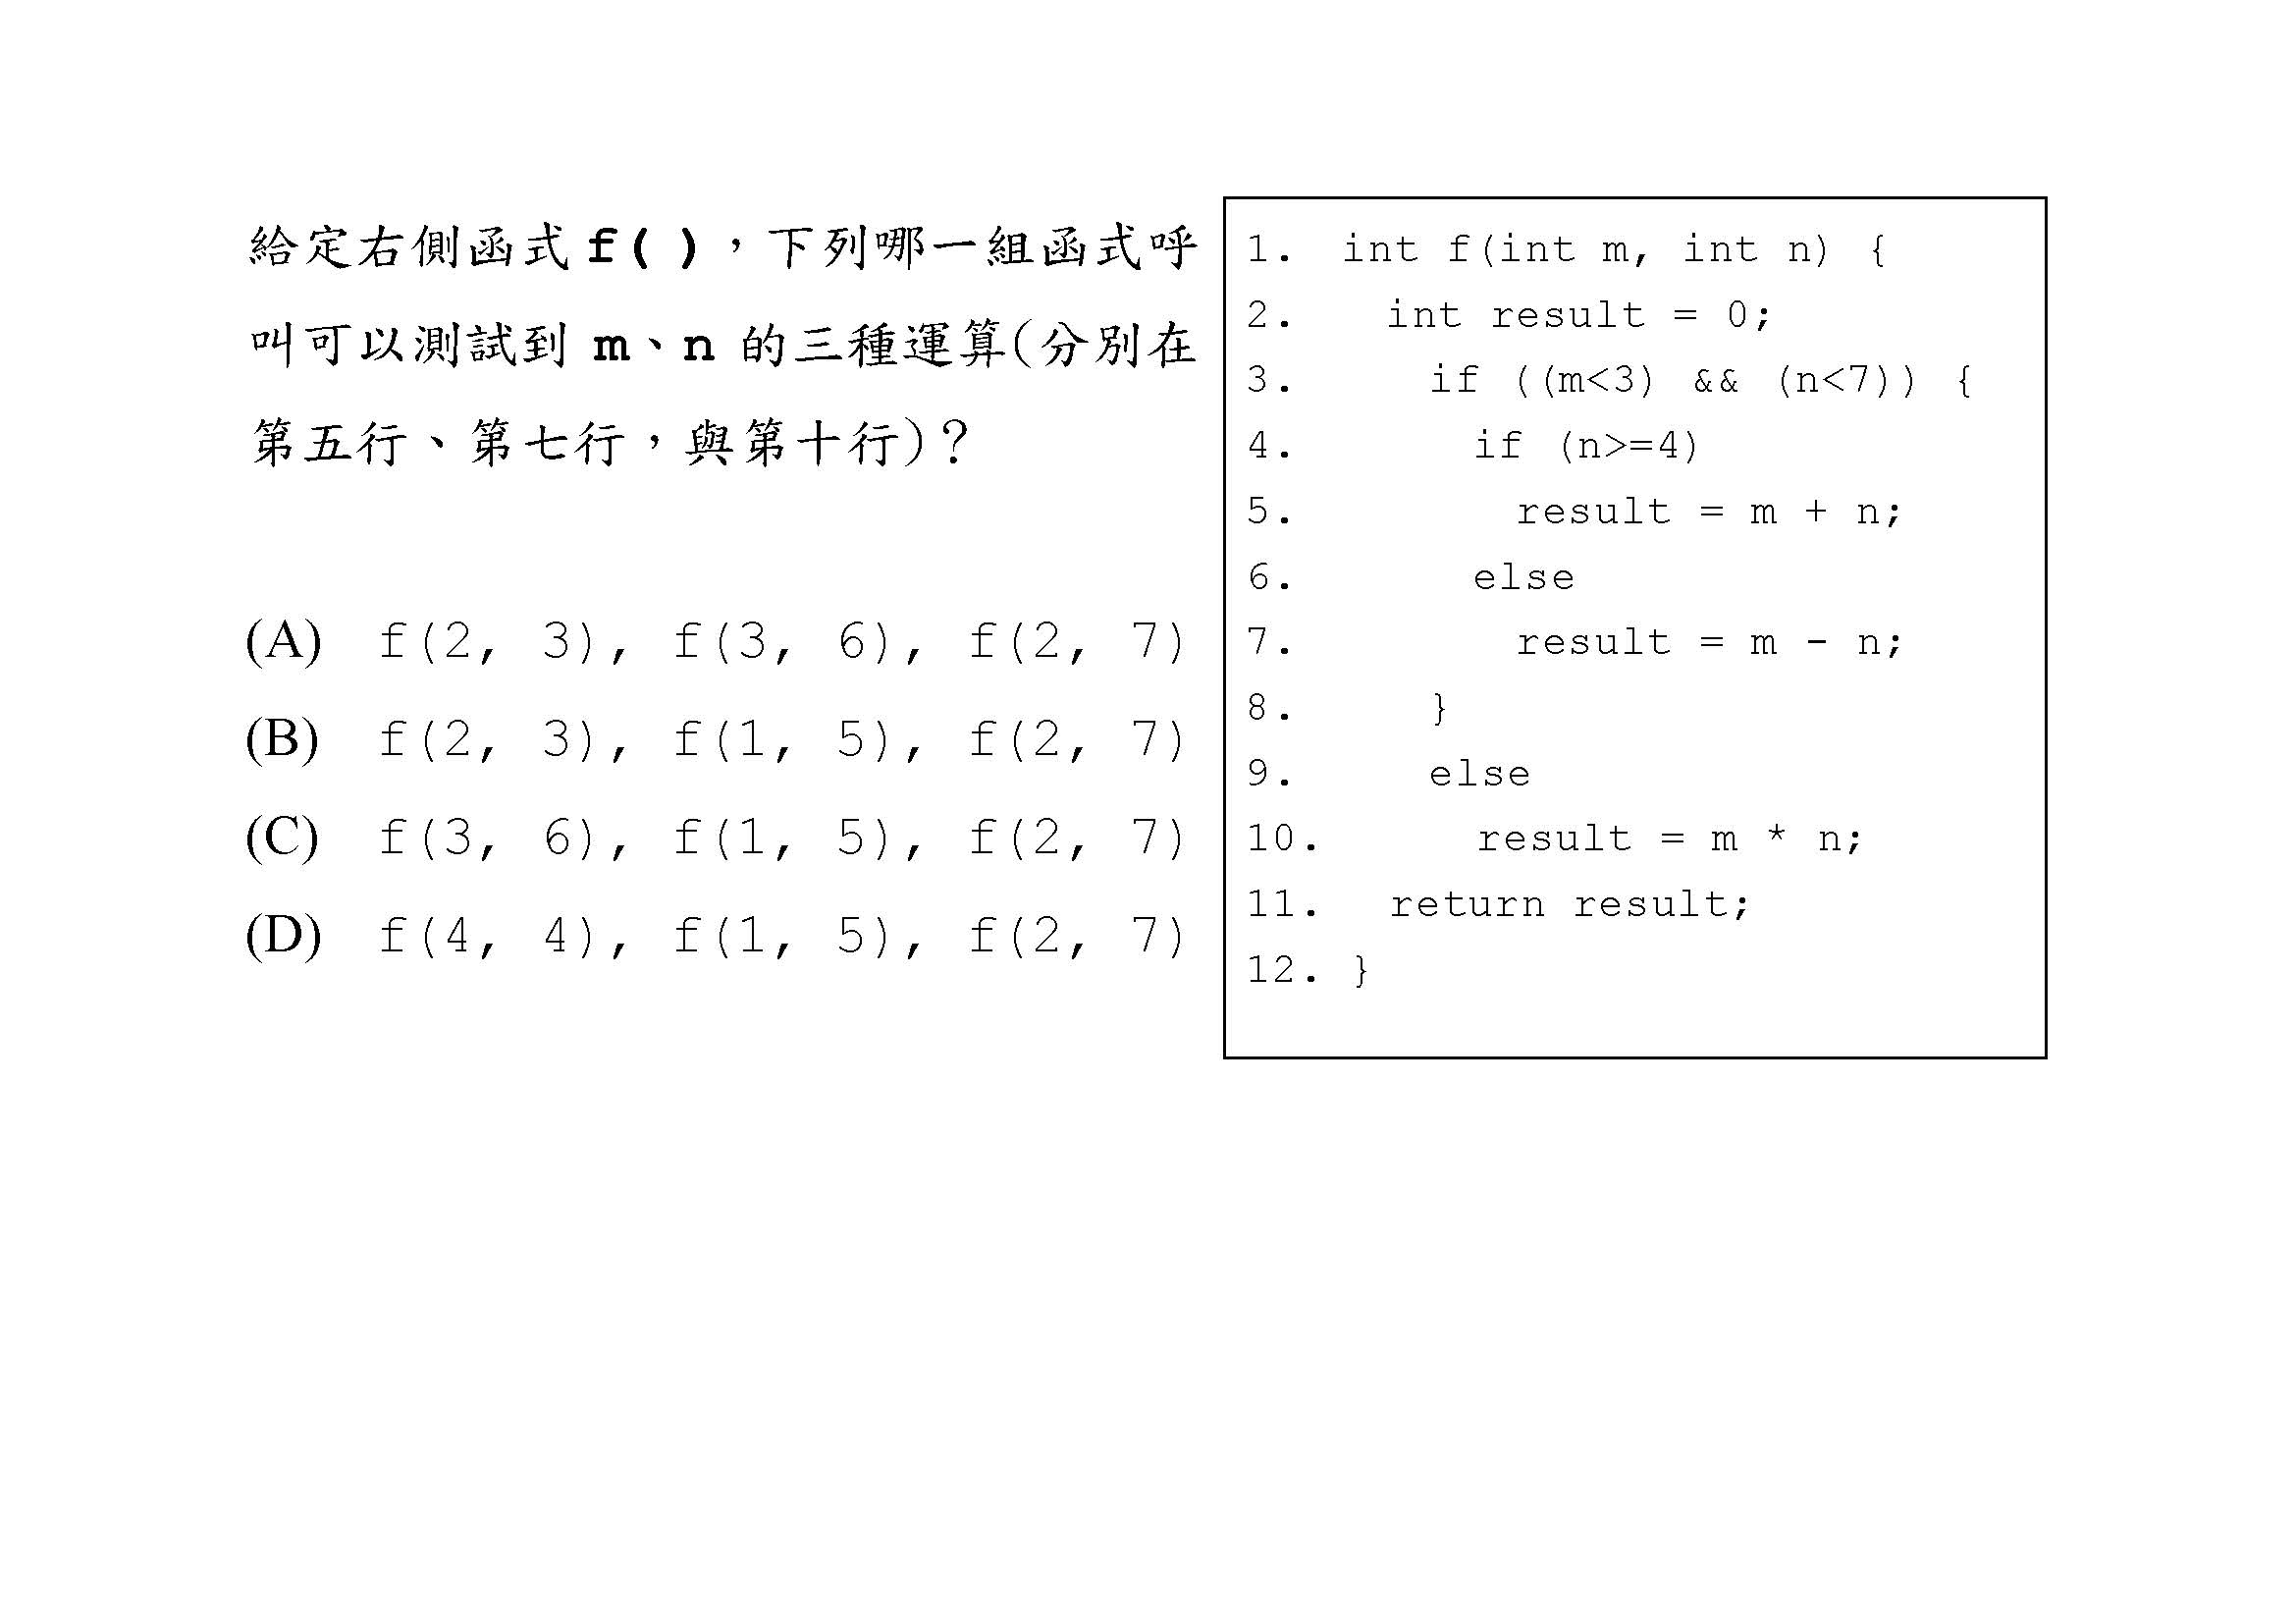 給定右側函式 f( )，下列哪一組函式呼
叫可以測試到 m、n 的三種運算(分別在
第五行、第七行，與第十行)？
(A) f(2, 3), f(3, 6), f(2, 7)
(B) f(2, 3), f(1, 5), f(2, 7)
(C) f(3, 6), f(1, 5), f(2, 7)
(D) f(4, 4), f(1, 5), f(2, 7)
1. int f(int m, int n) {
2. int result = 0;
3. if ((m<3) && (n<7)) {
4. if (n>=4)
5. result = m + n;
6. else
7. result = m - n;
8. }
9. else
10. result = m * n;
11. return result;
12. }